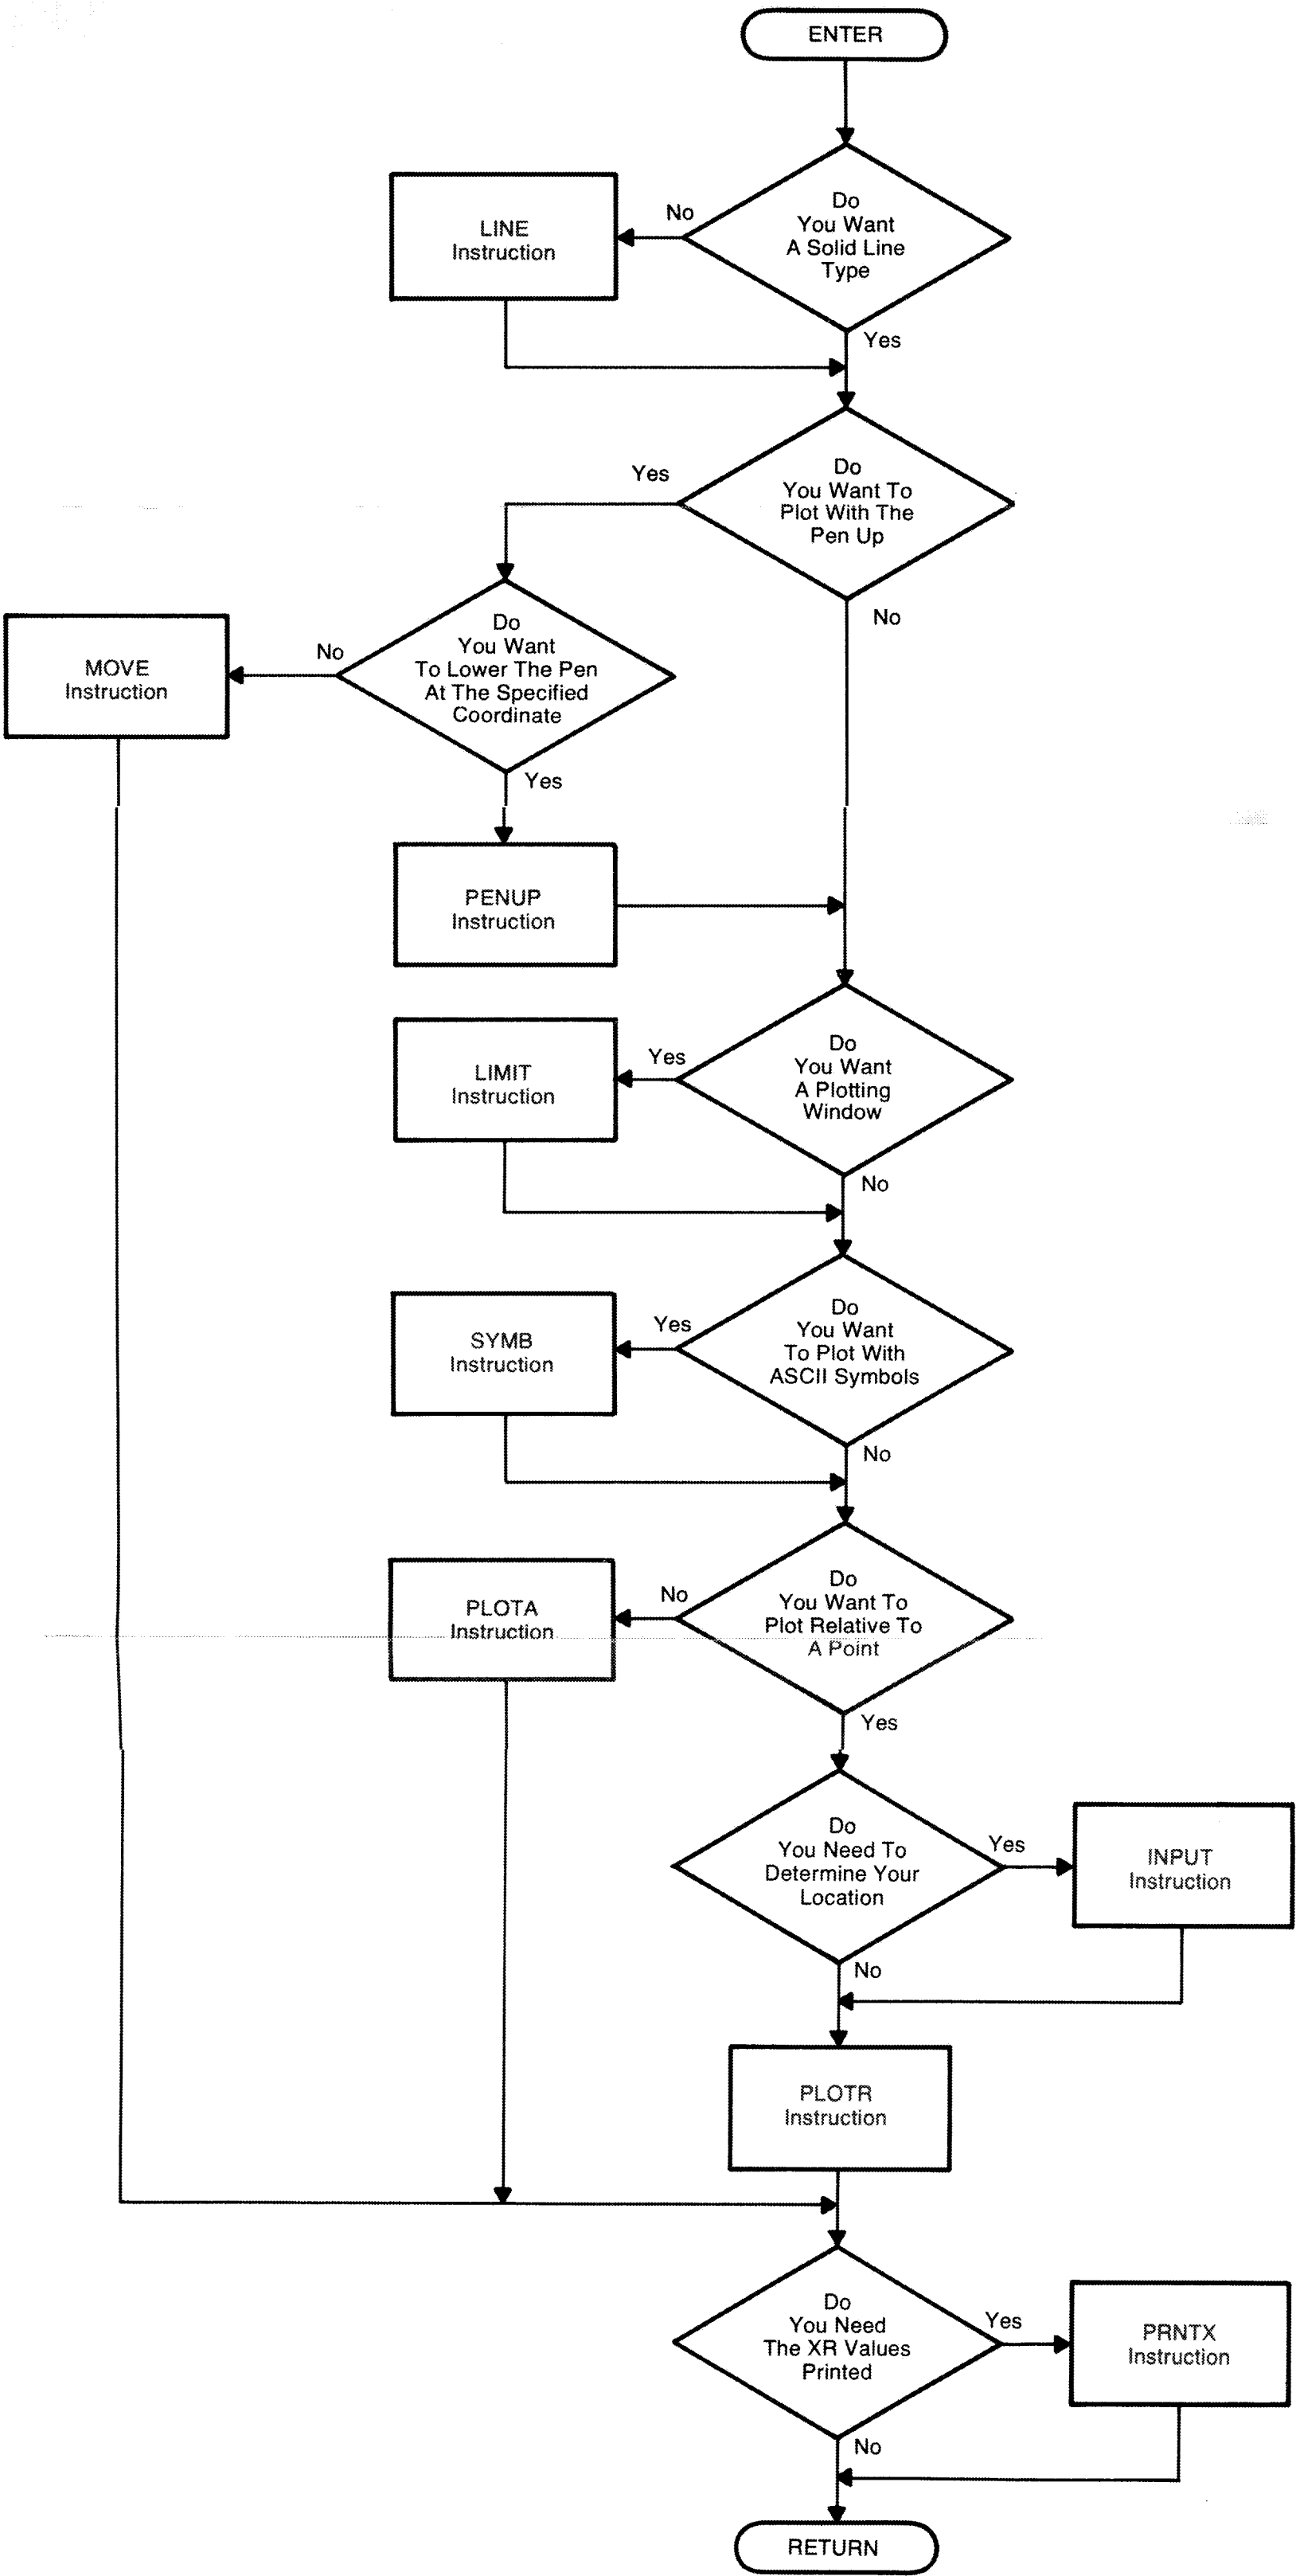 ENTER
Do
You Want
A Solid Line
Type
No
LINE
Instruction
Yes
Do
You Want To
Plot With The
Pen Up
Yes
No
Do
You Want
To Lower The Pen
At The Specified
Coordinate
No
MOVE
Instruction
Yes
PENUP
Instruction
Do
You Want
A Plotting
Window
Yes
LIMIT
Instruction
No
Do
You Want
To Plot With
ASCII Symbols
Yes
SYMB
Instruction
No
Do
You Want To
Plot Relative To
A Point
No
PLOTA
Instruction
Yes
Do
You Need To
Determine Your
Location
Yes
INPUT
Instruction
No
PLOTR
Instruction
Do
You Need
The XR Values
Printed
Yes
PRNTX
Instruction
No
RETURN